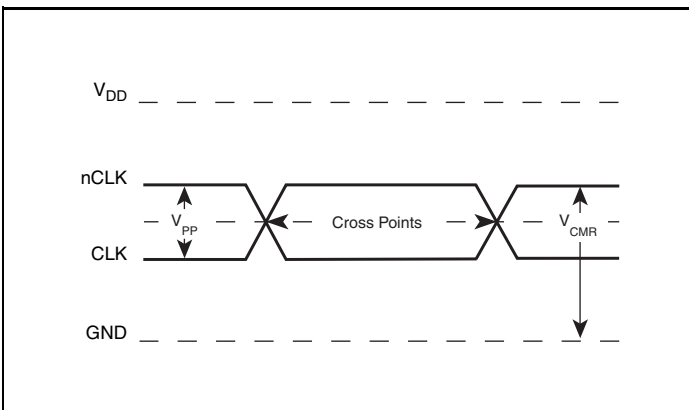 VDD
nCLK
VPP
Cross Points
VCMR
CLK
GND